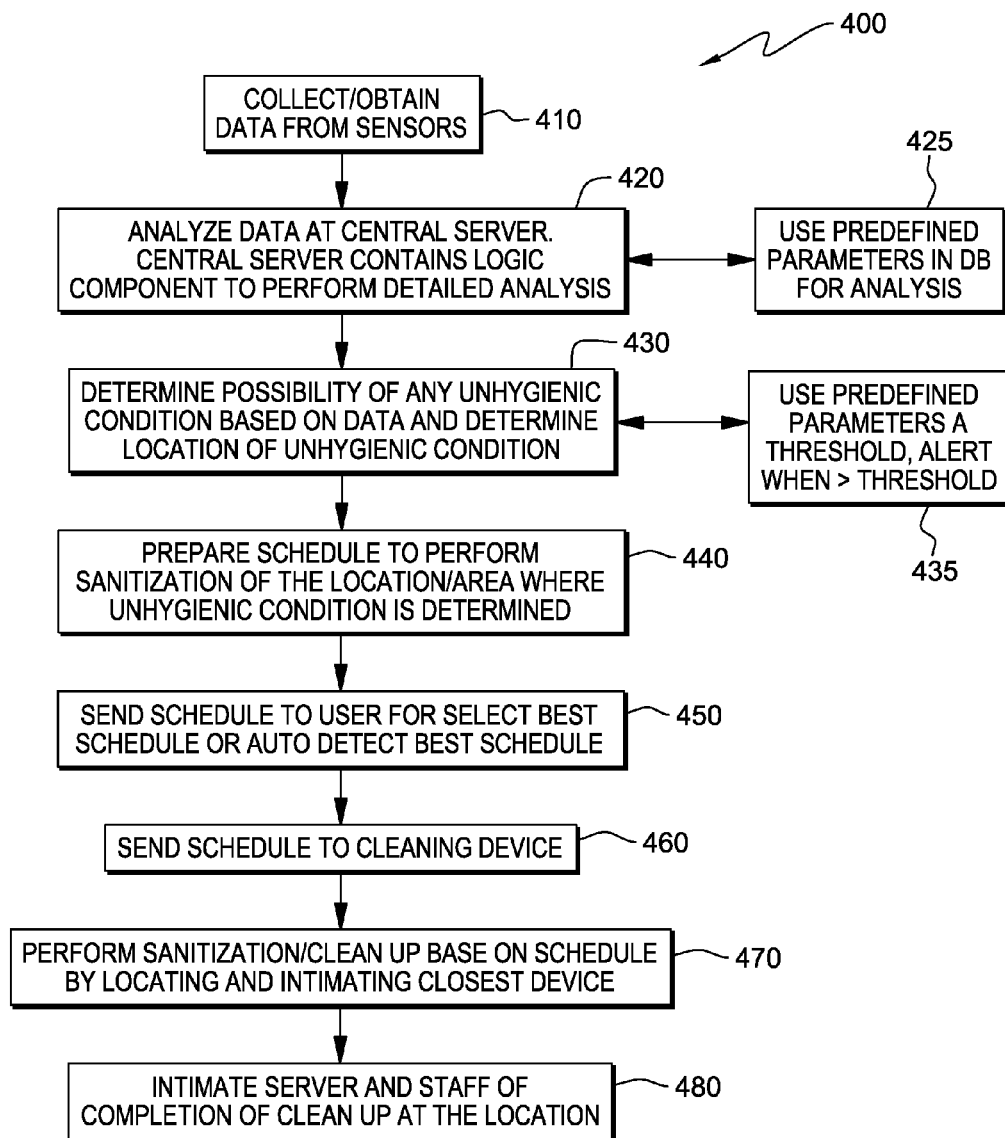 400
COLLECT/OBTAIN
DATA FROM SENSORS
410
420
ANALYZE DATA AT CENTRAL SERVER.
CENTRAL SERVER CONTAINS LOGIC
COMPONENT TO PERFORM DETAILED ANALYSIS
425
USE PREDEFINED
PARAMETERS IN DB
FOR ANALYSIS
430
DETERMINE POSSIBILITY OF ANY UNHYGIENIC
CONDITION BASED ON DATA AND DETERMINE
LOCATION OF UNHYGIENIC CONDITION
USE PREDEFINED
PARAMETERS A
THRESHOLD, ALERT
WHEN > THRESHOLD
435
PREPARE SCHEDULE TO PERFORM
SANITIZATION OF THE LOCATION/AREA WHERE
UNHYGIENIC CONDITION IS DETERMINED
440
SEND SCHEDULE TO USER FOR SELECT BEST
SCHEDULE OR AUTO DETECT BEST SCHEDULE
450
SEND SCHEDULE TO CLEANING DEVICE
460
PERFORM SANITIZATION/CLEAN UP BASE ON SCHEDULE
BY LOCATING AND INTIMATING CLOSEST DEVICE
470
INTIMATE SERVER AND STAFF OF
COMPLETION OF CLEAN UP AT THE LOCATION
480